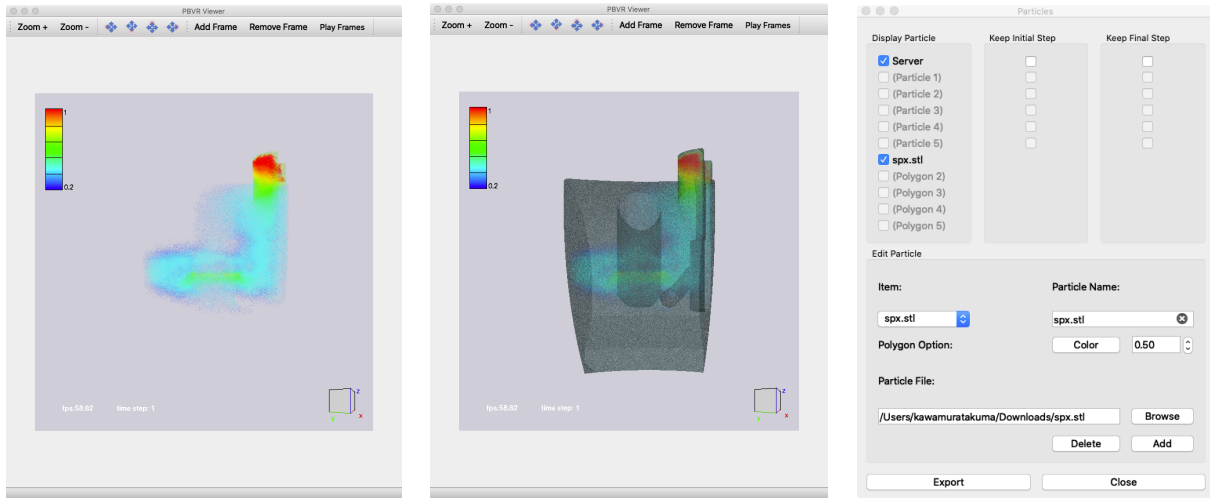 PBVR Viewer
Zoom + Zoom - Add Frame Remove Frame Play Frames
1
0.2
fps:58.82 time step: 1
z
y x
PBVR Viewer
Zoom + Zoom - Add Frame Remove Frame Play Frames
1
0.2
fps:58.82 time step: 1
z
y x
Particles
Display Particle Keep Initial Step Keep Final Step
Server
(Particle 1)
(Particle 2)
(Particle 3)
(Particle 4)
(Particle 5)
spx.stl
(Polygon 2)
(Polygon 3)
(Polygon 4)
(Polygon 5)
Edit Particle
Item: Particle Name:
spx.stl spx.stl
Polygon Option: Color 0.50
Particle File:
/Users/kawamuratakuma/Downloads/spx.stl Browse
Delete Add
Export Close